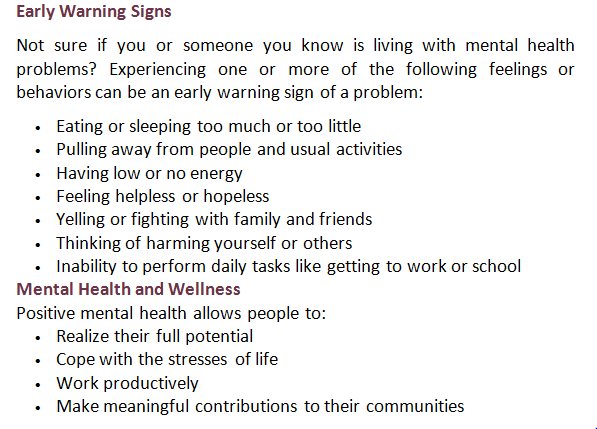 Early Warning Signs
Not sure if you or someone you know is living with mental health
problems? Experiencing one or more of the following feelings or
behaviors can be an early warning sign of a problem:
• Eating or sleeping too much or too little
• Pulling away from people and usual activities
• Having low or no energy
• Feeling helpless or hopeless
• Yelling or fighting with family and friends
• Thinking of harming yourself or others
• Inability to perform daily tasks like getting to work or school
Mental Health and Wellness
Positive mental health allows people to:
• Realize their full potential
• Cope with the stresses of life
• Work productively
• Make meaningful contributions to their communities